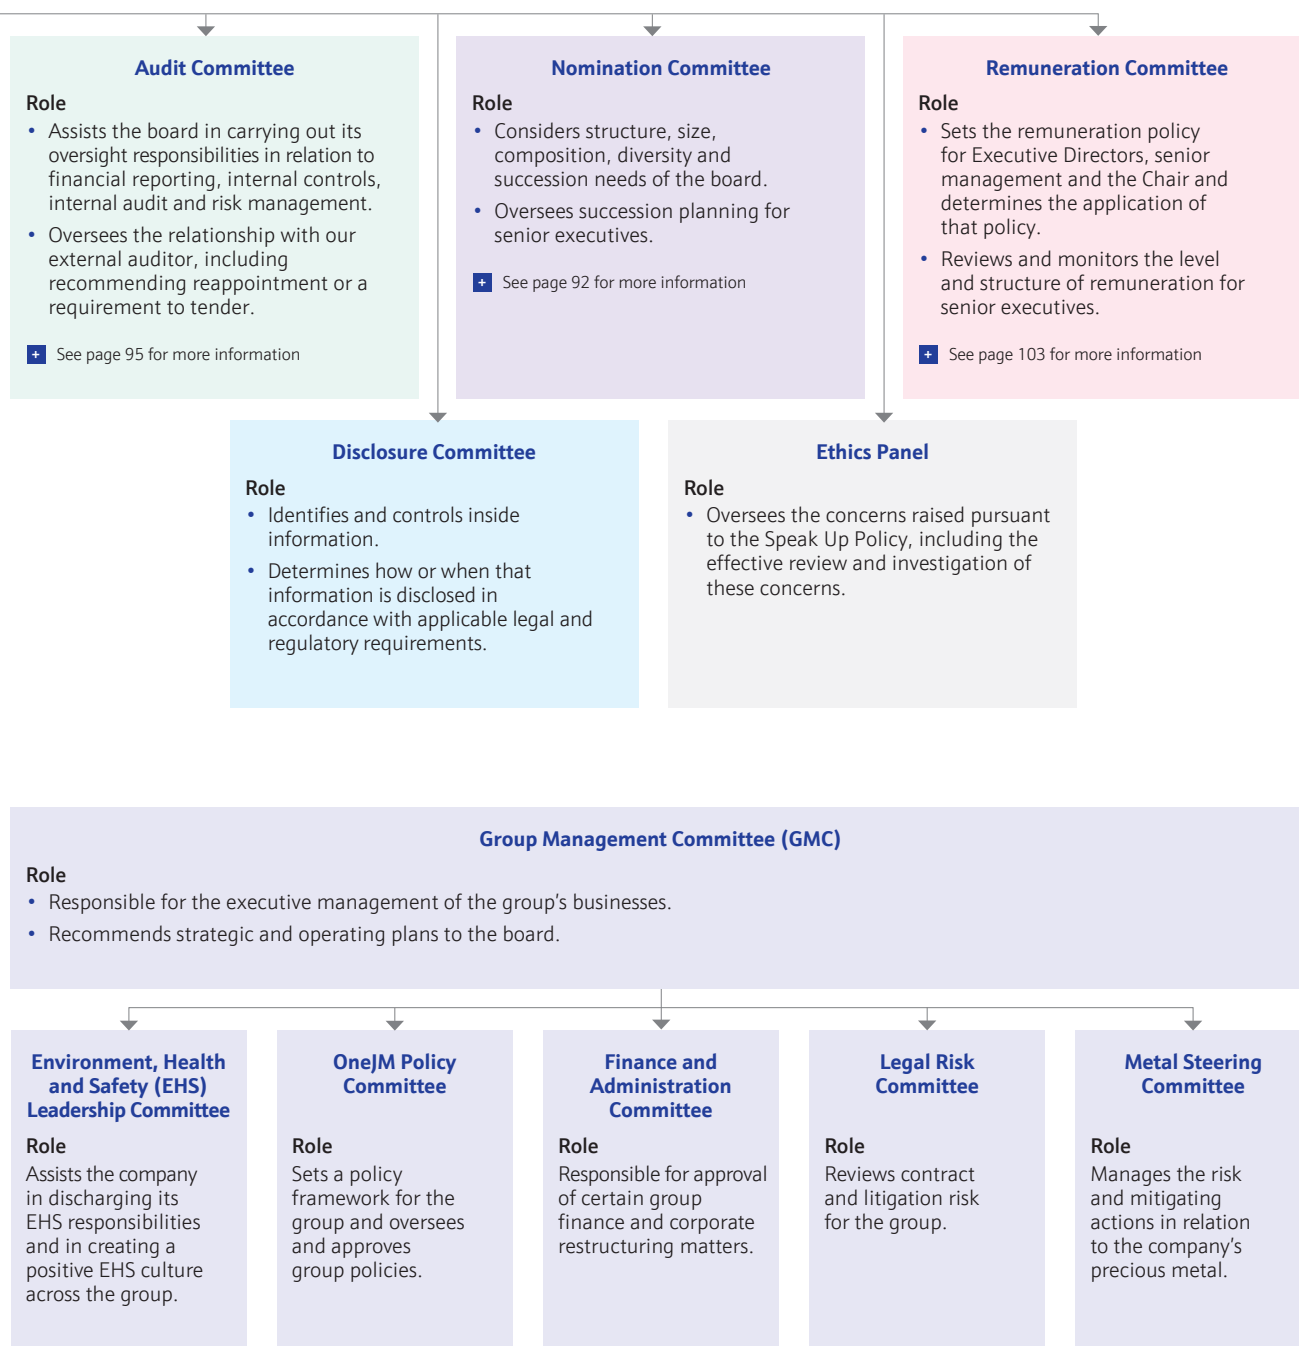 Audit Committee
Role
• Assists the board in carrying out its
oversight responsibilities in relation to
financial reporting, internal controls,
internal audit and risk management.
• Oversees the relationship with our
external auditor, including
recommending reappointment or a
requirement to tender.
+ See page 95 for more information
Nomination Committee
Role
• Considers structure, size,
composition, diversity and
succession needs of the board.
• Oversees succession planning for
senior executives.
+ See page 92 for more information
Remuneration Committee
Role
• Sets the remuneration policy
for Executive Directors, senior
management and the Chair and
determines the application of
that policy.
• Reviews and monitors the level
and structure of remuneration for
senior executives.
+ See page 103 for more information
Disclosure Committee
Role
• Identifies and controls inside
information.
• Determines how or when that
information is disclosed in
accordance with applicable legal and
regulatory requirements.
Ethics Panel
Role
• Oversees the concerns raised pursuant
to the Speak Up Policy, including the
effective review and investigation of
these concerns.
Group Management Committee (GMC)
Role
• Responsible for the executive management of the group's businesses.
• Recommends strategic and operating plans to the board.
Environment, Health
and Safety (EHS)
Leadership Committee
Role
Assists the company
in discharging its
EHS responsibilities
and in creating a
positive EHS culture
across the group.
OneJM Policy
Committee
Role
Sets a policy
framework for the
group and oversees
and approves
group policies.
Finance and
Administration
Committee
Role
Responsible for approval
of certain group
finance and corporate
restructuring matters.
Legal Risk
Committee
Role
Reviews contract
and litigation risk
for the group.
Metal Steering
Committee
Role
Manages the risk
and mitigating
actions in relation
to the company's
precious metal.